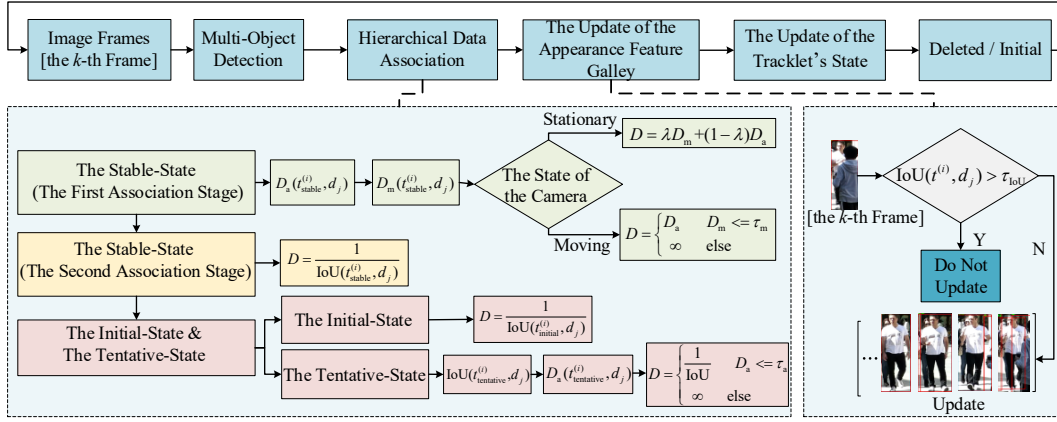 Image Frames
[the k-th Frame]
Multi-Object
Detection
Hierarchical Data
Association
The Update of the
Appearance Feature
Galley
The Update of the
Tracklet's State
Deleted / Initial
The Stable-State
(The First Association Stage)
D_a(t_stable^(i), d_j)
D_m(t_stable^(i), d_j)
The State of
the Camera
Stationary
D = λD_m + (1 − λ)D_a
Moving
D = { D_a D_m <= τ_m
∞ else
The Stable-State
(The Second Association Stage)
D = 1 / IoU(t_stable^(i), d_j)
The Initial-State &
The Tentative-State
The Initial-State
D = 1 / IoU(t_initial^(i), d_j)
The Tentative-State
IoU(t_tentative^(i), d_j)
D_a(t_tentative^(i), d_j)
D = { 1 / IoU D_a <= τ_a
∞ else
[the k-th Frame]
IoU(t^(i), d_j) > τ_IoU
Y
N
Do Not
Update
...
Update